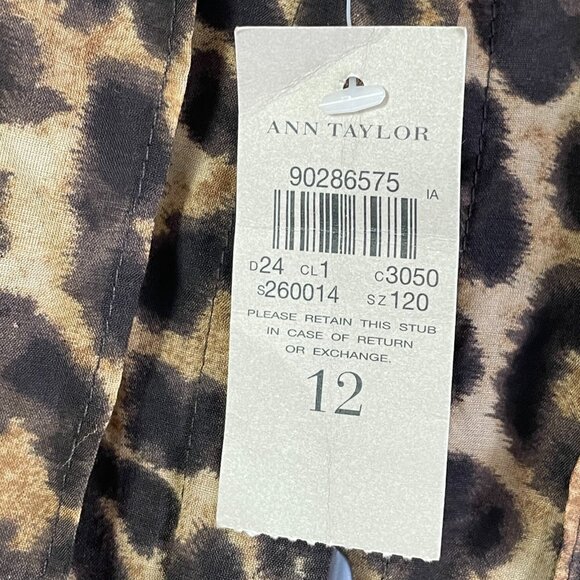 ANN TAYLOR
90286575
IA
D24 CL1 C3050
S260014 SZ120
PLEASE RETAIN THIS STUB
IN CASE OF RETURN
OR EXCHANGE.
12